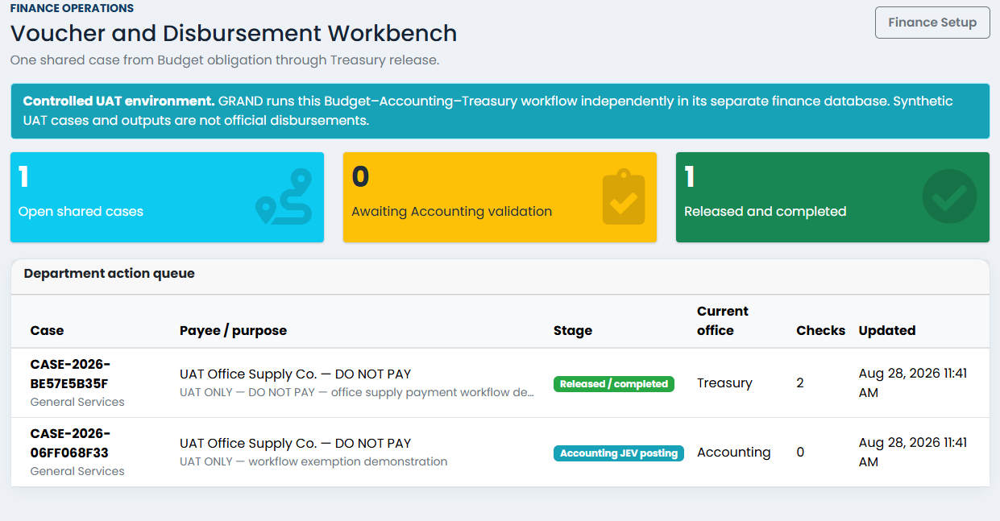 FINANCE OPERATIONS
Voucher and Disbursement Workbench
Finance Setup
One shared case from Budget obligation through Treasury release.
Controlled UAT environment. GRAND runs this Budget–Accounting–Treasury workflow independently in its separate finance database. Synthetic
UAT cases and outputs are not official disbursements.
1
Open shared cases
0
Awaiting Accounting validation
1
Released and completed
Department action queue
Case Payee / purpose Stage Current office Checks Updated
CASE-2026-
BE57E5B35F
General Services
UAT Office Supply Co. — DO NOT PAY
UAT ONLY — DO NOT PAY — office supply payment workflow de...
Released / completed
Treasury
2
Aug 28, 2026 11:41
AM
CASE-2026-
06FF068F33
General Services
UAT Office Supply Co. — DO NOT PAY
UAT ONLY — workflow exemption demonstration
Accounting JEV posting
Accounting
0
Aug 28, 2026 11:41
AM